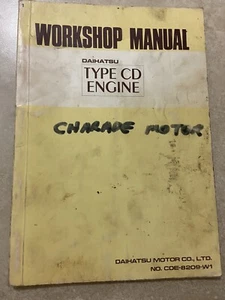 WORKSHOP MANUAL
DAIHATSU
TYPE CD
ENGINE
CHARADE MOTOR
DAIHATSU MOTOR CO., LTD.
NO. CDE-8209-W1